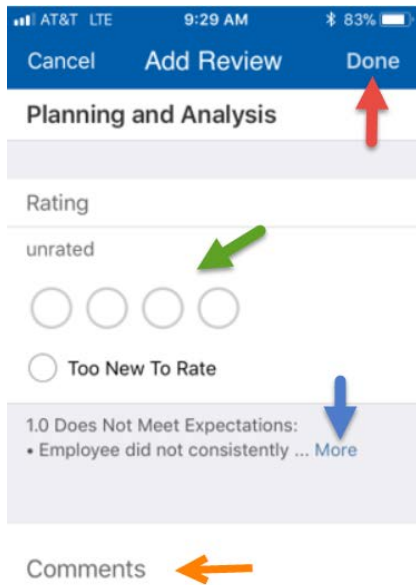 AT&T LTE 9:29 AM 83%
Cancel Add Review Done
Planning and Analysis
Rating
unrated
Too New To Rate
1.0 Does Not Meet Expectations:
• Employee did not consistently ... More
Comments